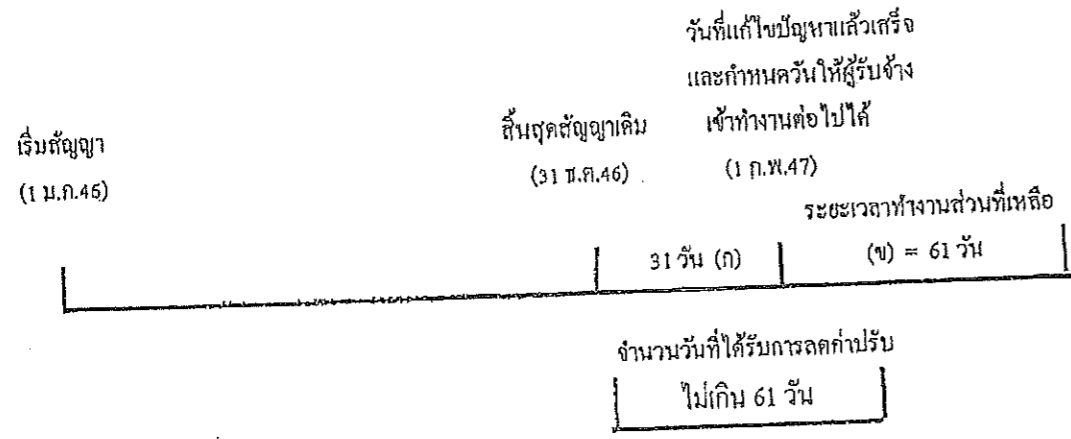 วันที่แก้ไขปัญหาแล้วเสร็จ
และกำหนดวันให้ผู้รับจ้าง
เริ่มสัญญา
สิ้นสุดสัญญาเดิม
เข้าทำงานต่อไปได้
(1 ม.ค.46)
(31 ธ.ค.46)
(1 ก.พ.47)
ระยะเวลาทำงานส่วนที่เหลือ
31 วัน (ก)
(ข) = 61 วัน
จำนวนวันที่ได้รับการลดค่าปรับ
ไม่เกิน 61 วัน